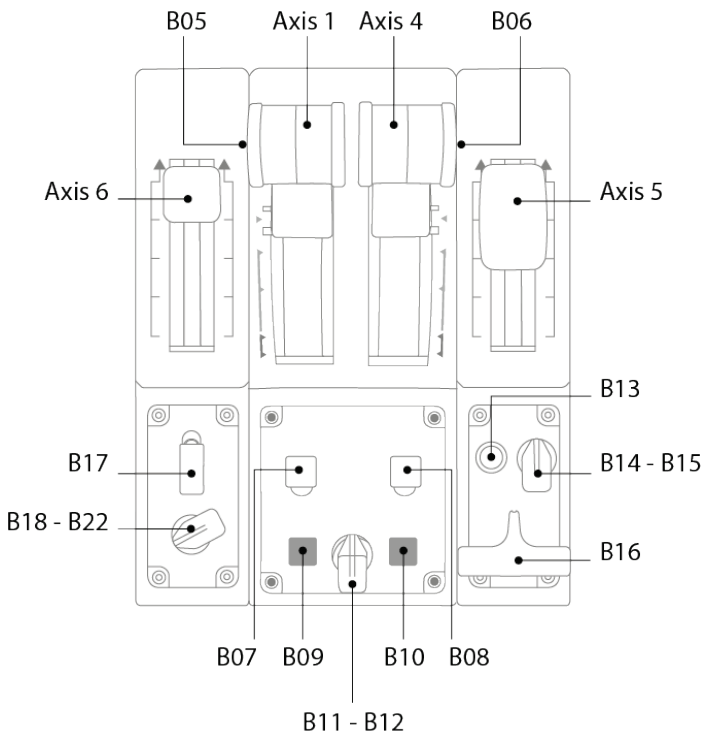 B05 Axis 1 Axis 4 B06
Axis 6 Axis 5
B13
B17 B14 - B15
B18 - B22
B16
B07 B09 B10 B08
B11 - B12